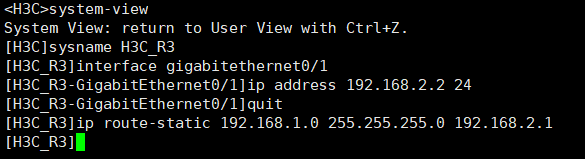 <H3C>system-view
System View: return to User View with Ctrl+Z.
[H3C]sysname H3C_R3
[H3C_R3]interface gigabitethernet0/1
[H3C_R3-GigabitEthernet0/1]ip address 192.168.2.2 24
[H3C_R3-GigabitEthernet0/1]quit
[H3C_R3]ip route-static 192.168.1.0 255.255.255.0 192.168.2.1
[H3C_R3]